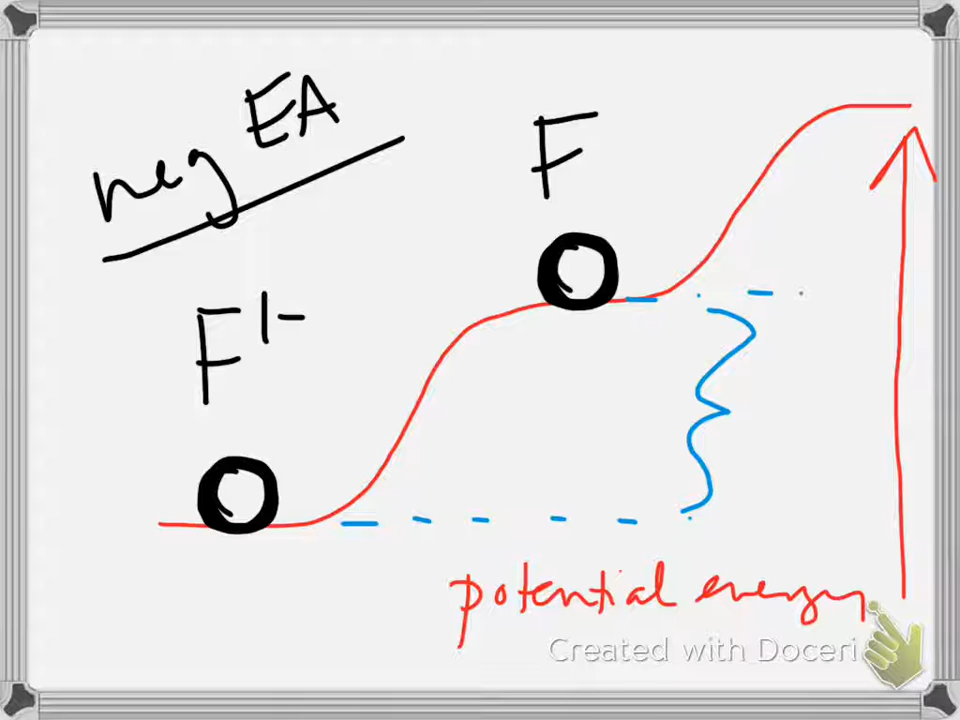 neg EA
F
F1-
potential energy
Created with Doceri